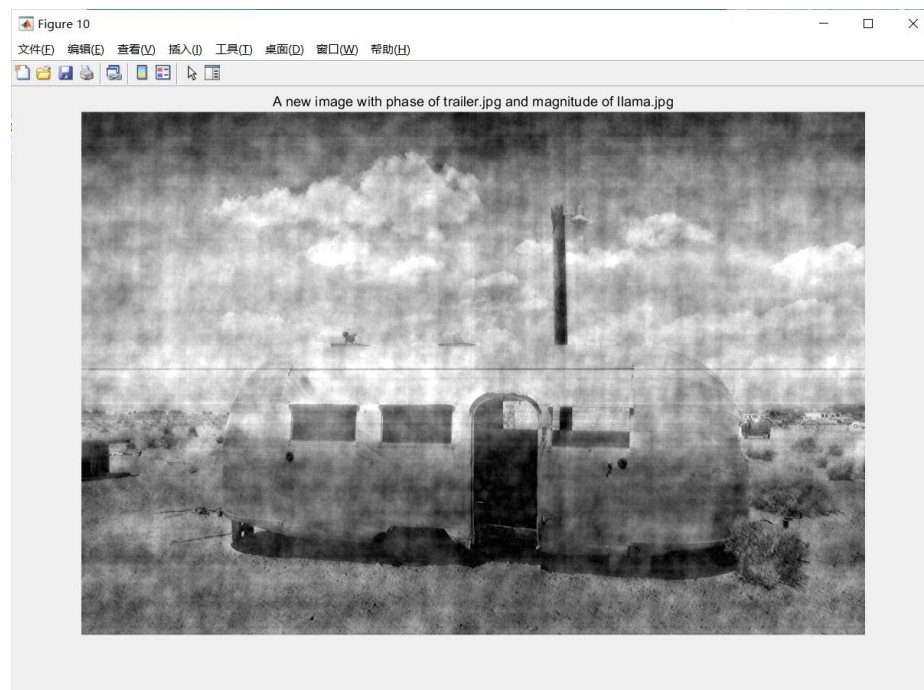 Figure 10
文件(F) 编辑(E) 查看(V) 插入(I) 工具(T) 桌面(D) 窗口(W) 帮助(H)
A new image with phase of trailer.jpg and magnitude of llama.jpg